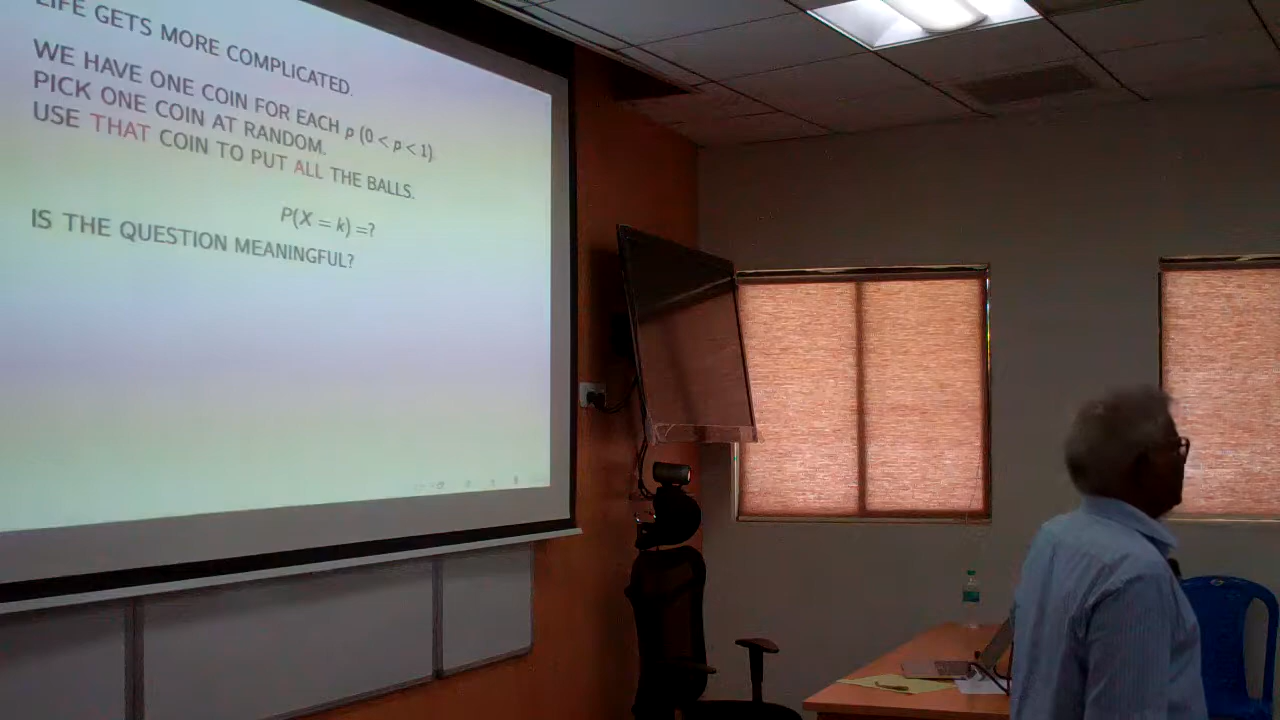 LIFE GETS MORE COMPLICATED.
WE HAVE ONE COIN FOR EACH p (0 < p < 1)
PICK ONE COIN AT RANDOM.
USE THAT COIN TO PUT ALL THE BALLS.
P(X = k) =?
IS THE QUESTION MEANINGFUL?